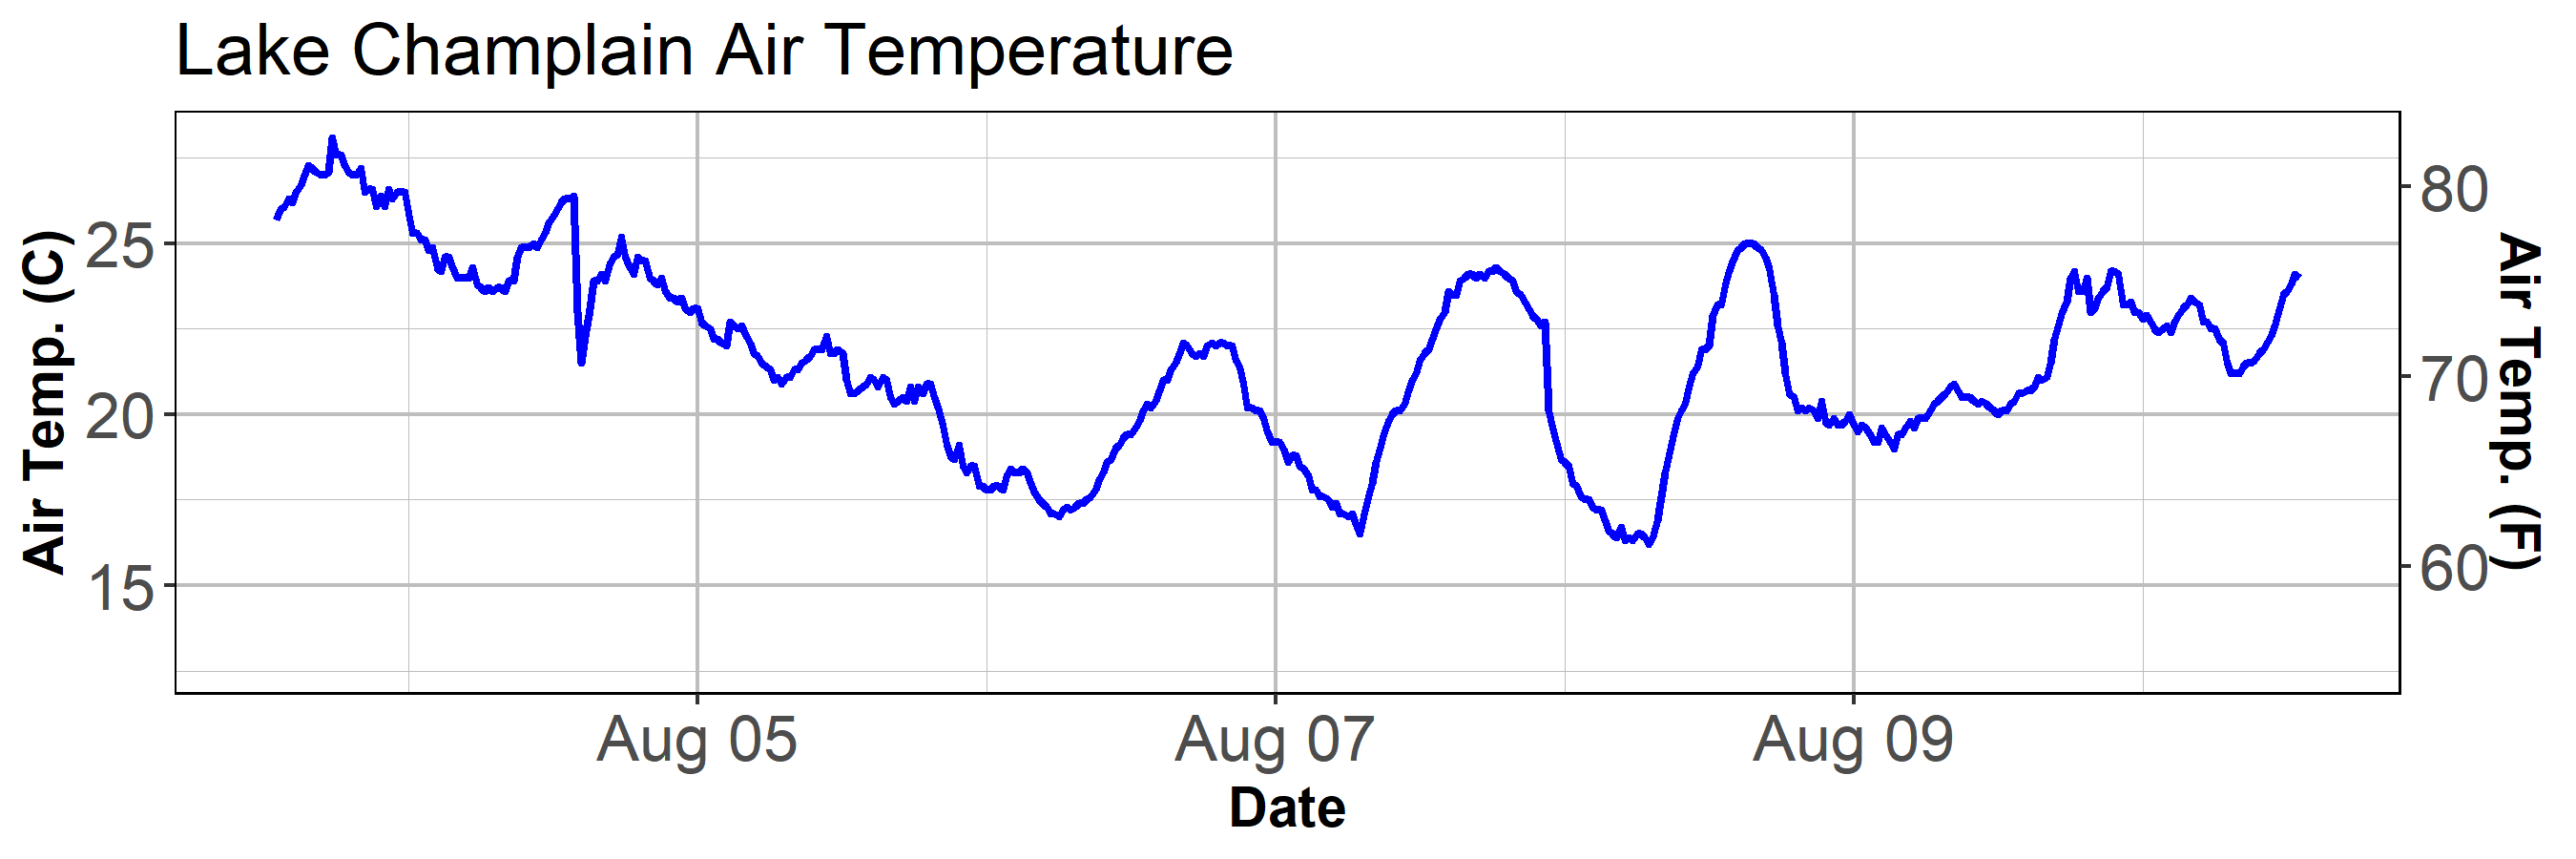 Lake Champlain Air Temperature
Air Temp. (C)
25
20
15
80
70
60
Air Temp. (F)
Aug 05
Aug 07
Aug 09
Date